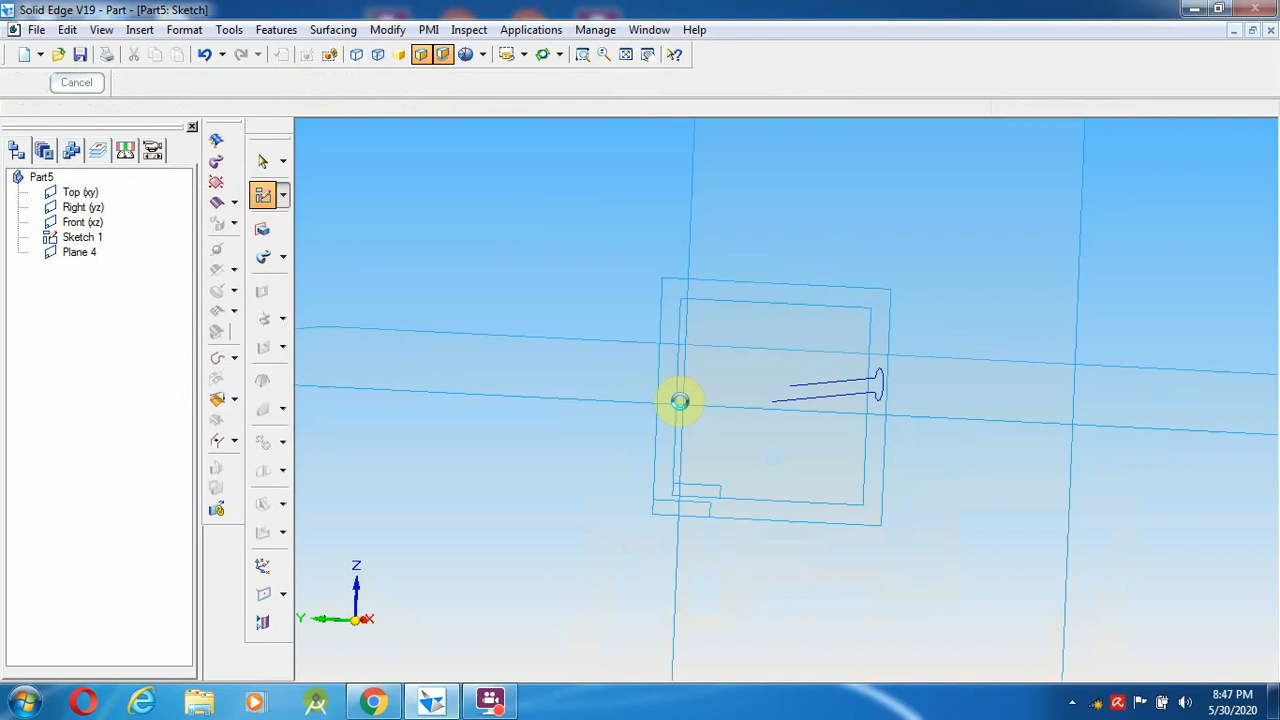 Solid Edge V19 - Part - [Part5: Sketch]
File Edit View Insert Format Tools Features Surfacing Modify PMI Inspect Applications Manage Window Help
Cancel
Part5
Top (xy)
Right (yz)
Front (xz)
Sketch 1
Plane 4
Z
Y
X
8:47 PM
5/30/2020